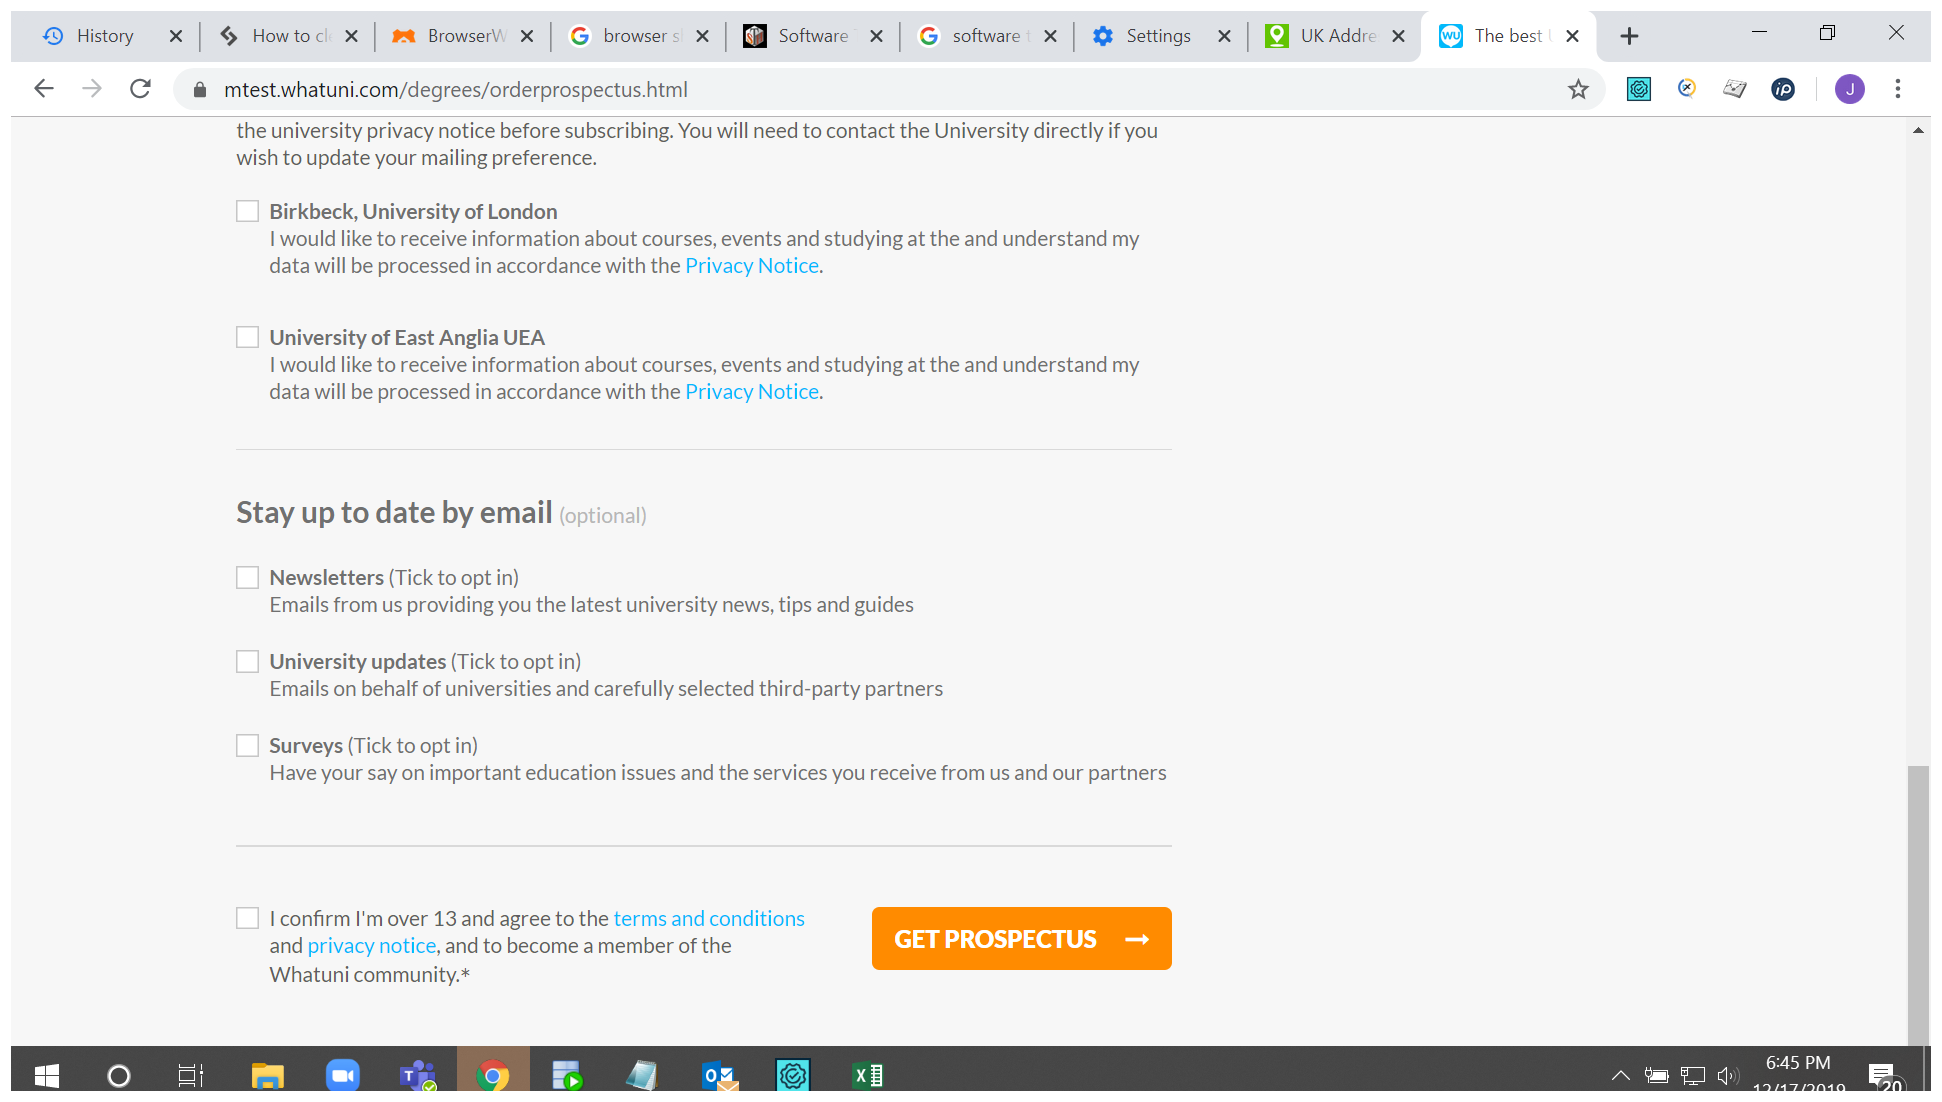 History
How to cl
BrowserW
browser s
Software T
software t
Settings
UK Addre
The best U
mtest.whatuni.com/degrees/orderprospectus.html
J
the university privacy notice before subscribing. You will need to contact the University directly if you
wish to update your mailing preference.
Birkbeck, University of London
I would like to receive information about courses, events and studying at the and understand my
data will be processed in accordance with the Privacy Notice.
University of East Anglia UEA
I would like to receive information about courses, events and studying at the and understand my
data will be processed in accordance with the Privacy Notice.
Stay up to date by email (optional)
Newsletters (Tick to opt in)
Emails from us providing you the latest university news, tips and guides
University updates (Tick to opt in)
Emails on behalf of universities and carefully selected third-party partners
Surveys (Tick to opt in)
Have your say on important education issues and the services you receive from us and our partners
I confirm I'm over 13 and agree to the terms and conditions
and privacy notice, and to become a member of the
Whatuni community.*
GET PROSPECTUS
6:45 PM
12/17/2019
20